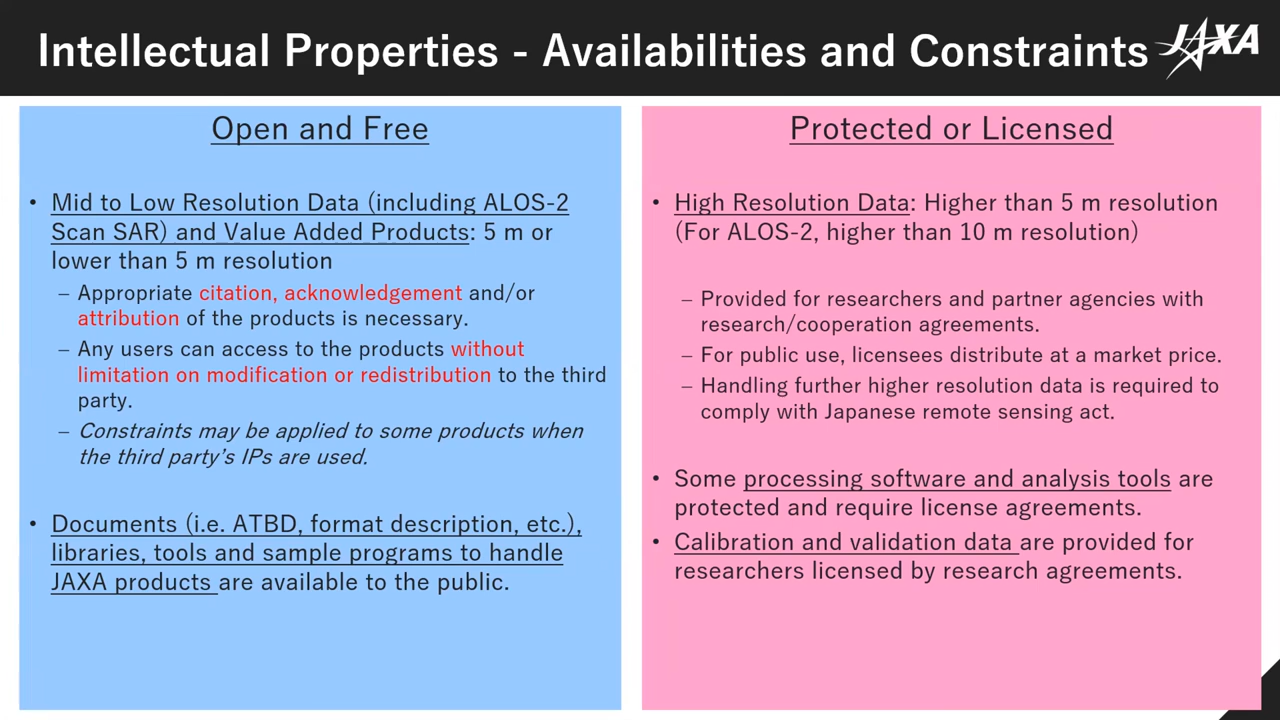 Intellectual Properties - Availabilities and Constraints
JAXA
Open and Free
• Mid to Low Resolution Data (including ALOS-2
Scan SAR) and Value Added Products: 5 m or
lower than 5 m resolution
– Appropriate citation, acknowledgement and/or
attribution of the products is necessary.
– Any users can access to the products without
limitation on modification or redistribution to the third
party.
– Constraints may be applied to some products when
the third party's IPs are used.
• Documents (i.e. ATBD, format description, etc.),
libraries, tools and sample programs to handle
JAXA products are available to the public.
Protected or Licensed
• High Resolution Data: Higher than 5 m resolution
(For ALOS-2, higher than 10 m resolution)
– Provided for researchers and partner agencies with
research/cooperation agreements.
– For public use, licensees distribute at a market price.
– Handling further higher resolution data is required to
comply with Japanese remote sensing act.
• Some processing software and analysis tools are
protected and require license agreements.
• Calibration and validation data are provided for
researchers licensed by research agreements.